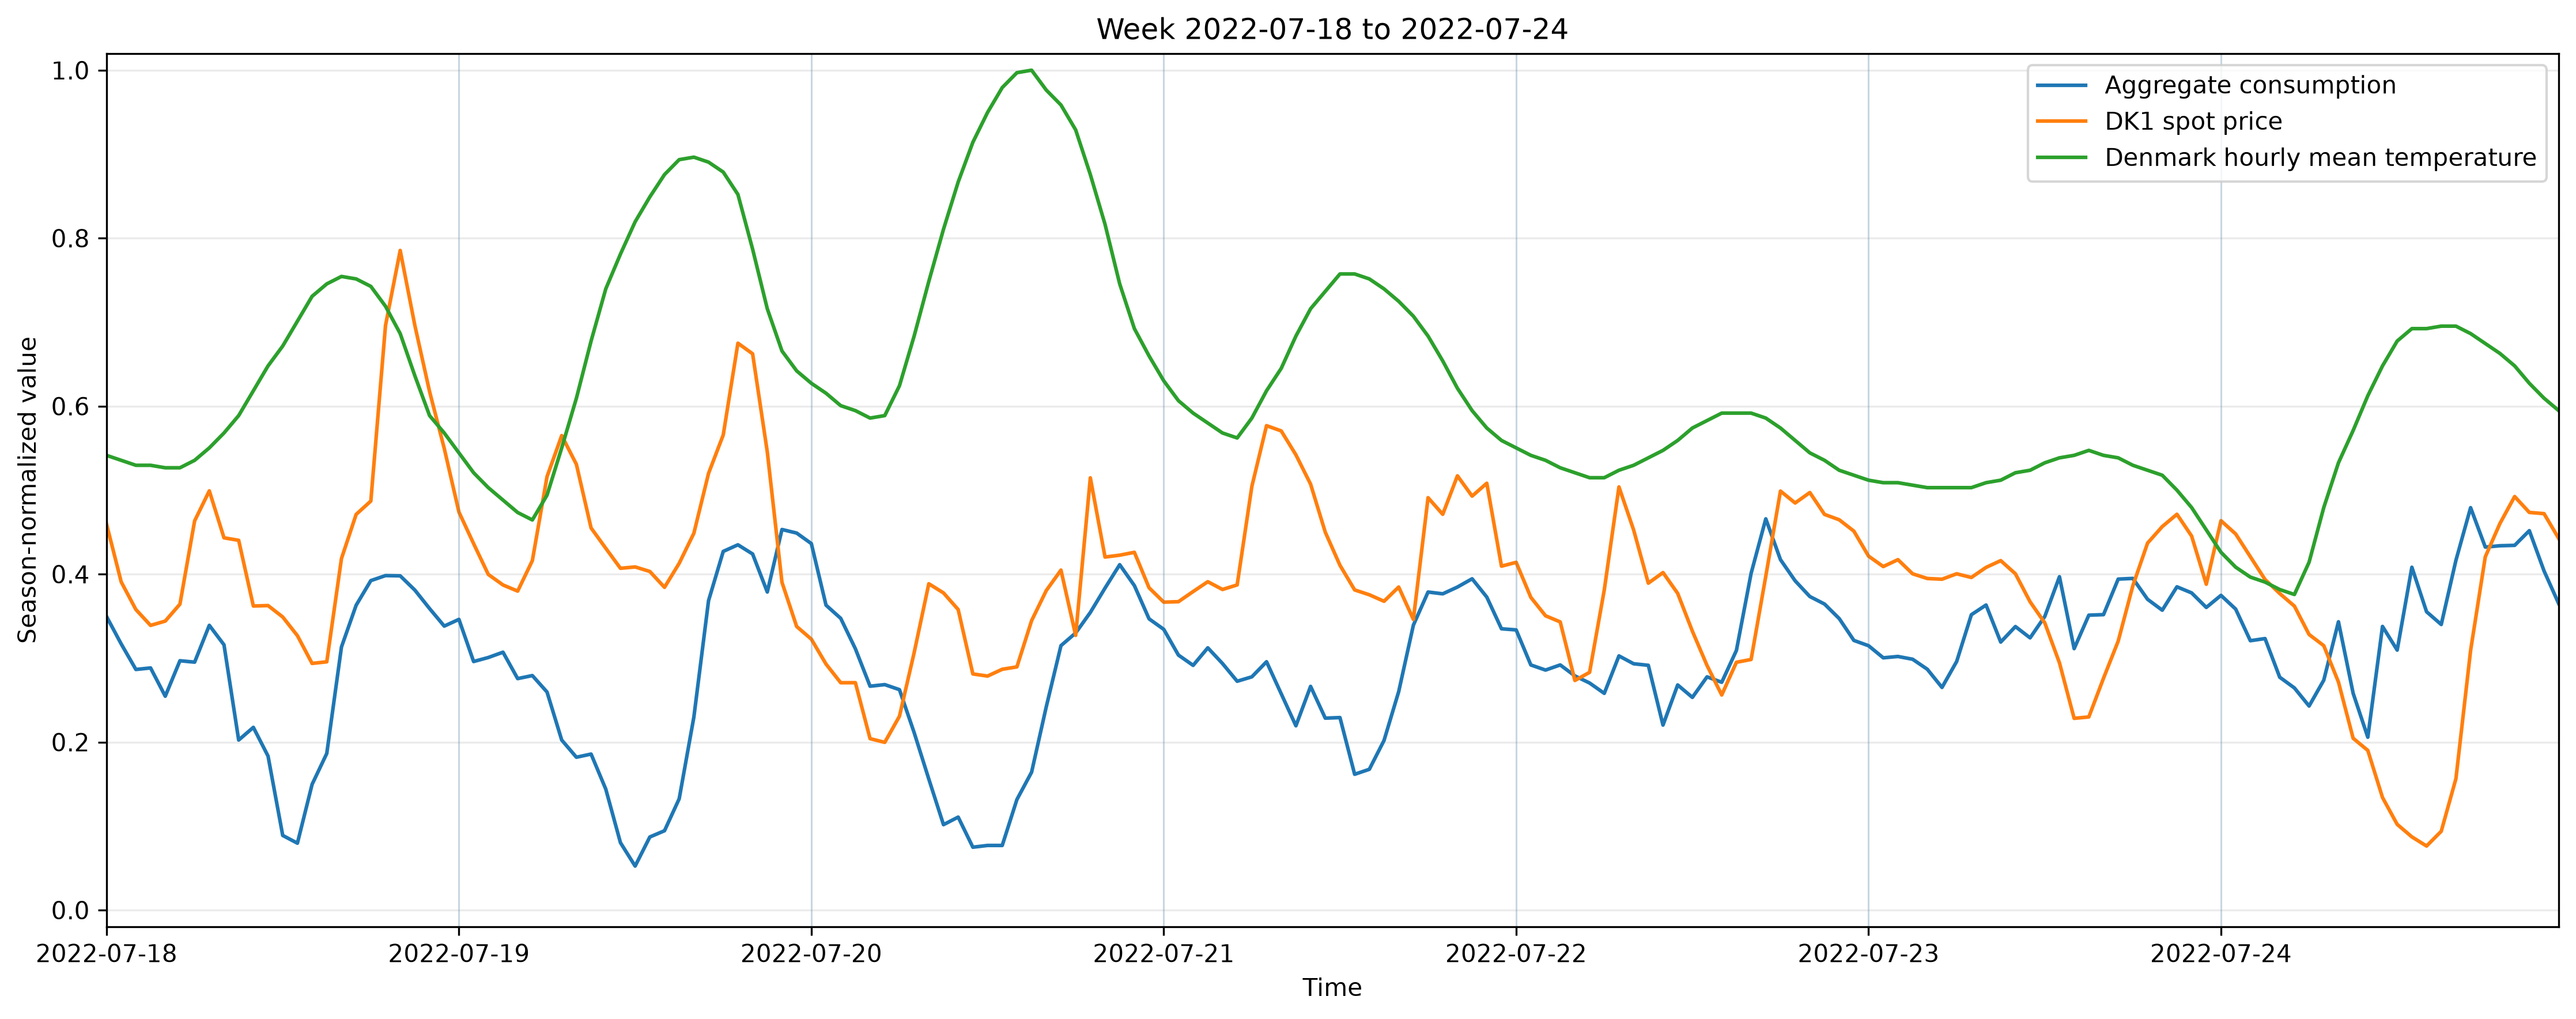 Week 2022-07-18 to 2022-07-24
Season-normalized value
1.0
0.8
0.6
0.4
0.2
0.0
Aggregate consumption
DK1 spot price
Denmark hourly mean temperature
2022-07-18 2022-07-19 2022-07-20 2022-07-21 2022-07-22 2022-07-23 2022-07-24
Time